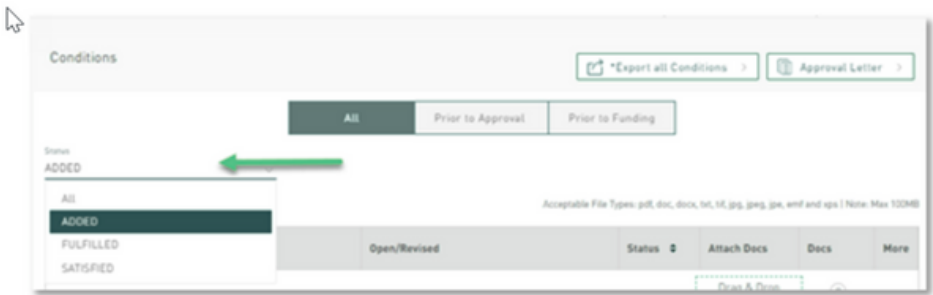 Conditions
*Export all Conditions >
Approval Letter >
All
Prior to Approval
Prior to Funding
Status
ADDED
All
ADDED
FULFILLED
SATISFIED
Acceptable File Types: pdf, doc, docx, txt, tif, jpg, jpeg, jpe, emf and xps | Note: Max 100MB
Open/Revised Status Attach Docs Docs More
Drag & Drop